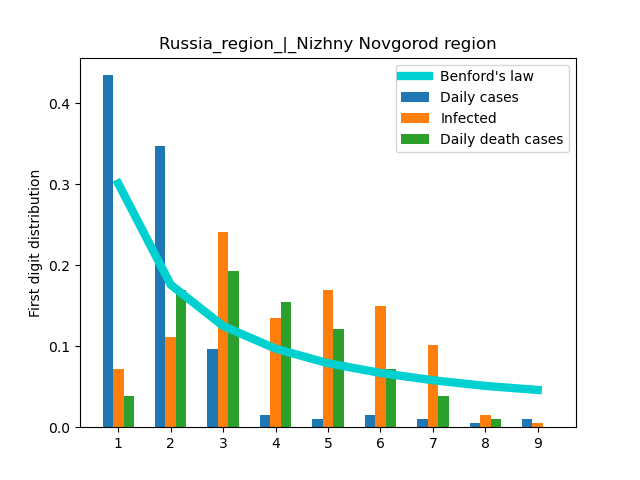 Russia_region_|_Nizhny Novgorod region
Benford's law
Daily cases
Infected
Daily death cases
First digit distribution
0.4
0.3
0.2
0.1
0.0
1 2 3 4 5 6 7 8 9